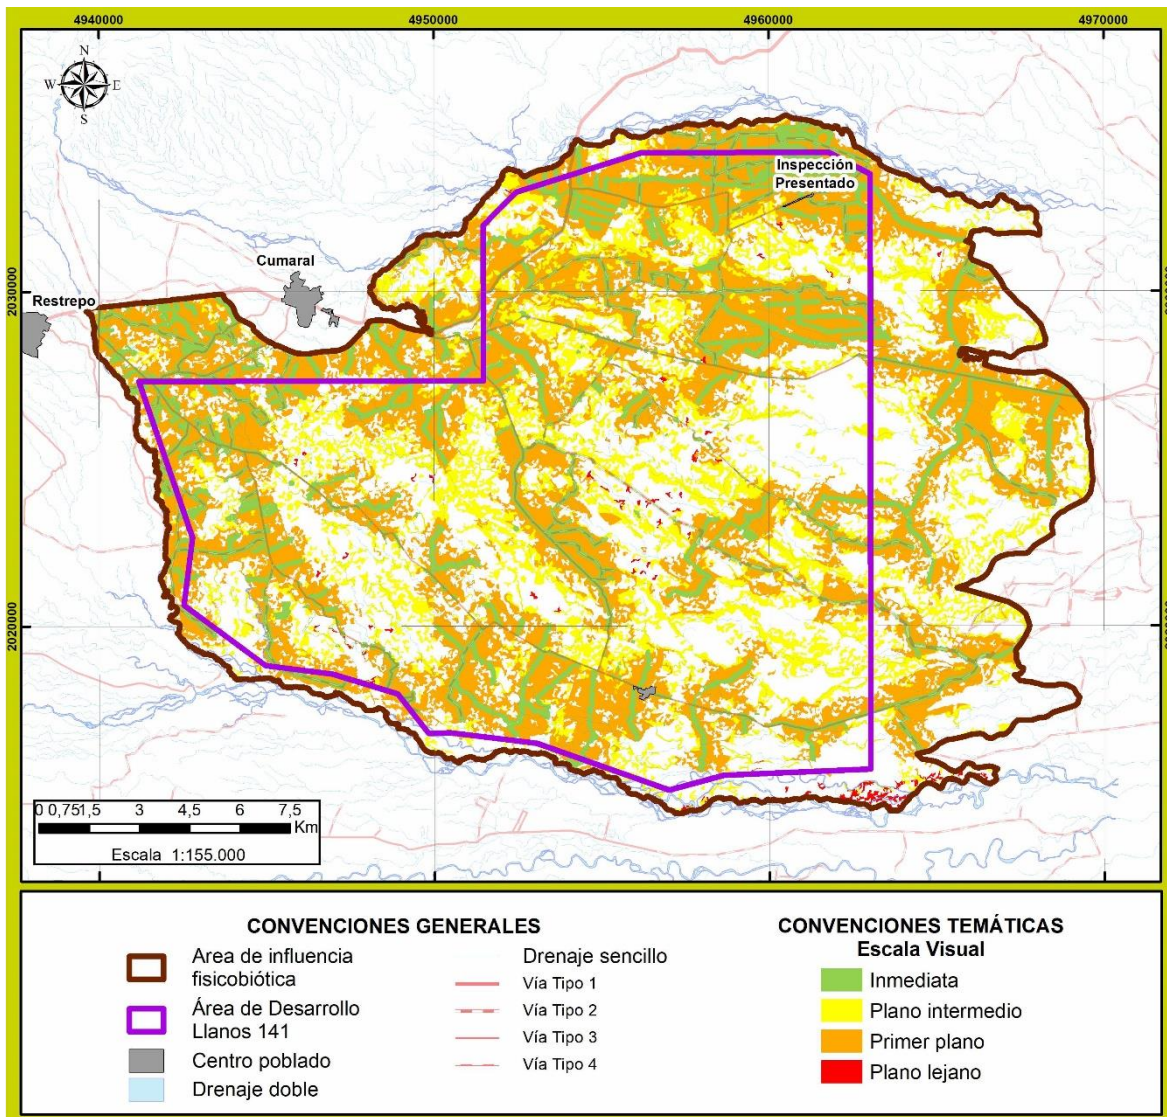 4940000
4950000
4960000
4970000
N
W
E
S
Inspección
Presentado
Cumaral
Restrepo
2030000
2020000
0 0,75 1,5 3 4,5 6 7,5
Km
Escala 1:155.000
CONVENCIONES GENERALES
Area de influencia
fisicobiótica
Área de Desarrollo
Llanos 141
Centro poblado
Drenaje doble
Drenaje sencillo
Vía Tipo 1
Vía Tipo 2
Vía Tipo 3
Vía Tipo 4
CONVENCIONES TEMÁTICAS
Escala Visual
Inmediata
Plano intermedio
Primer plano
Plano lejano